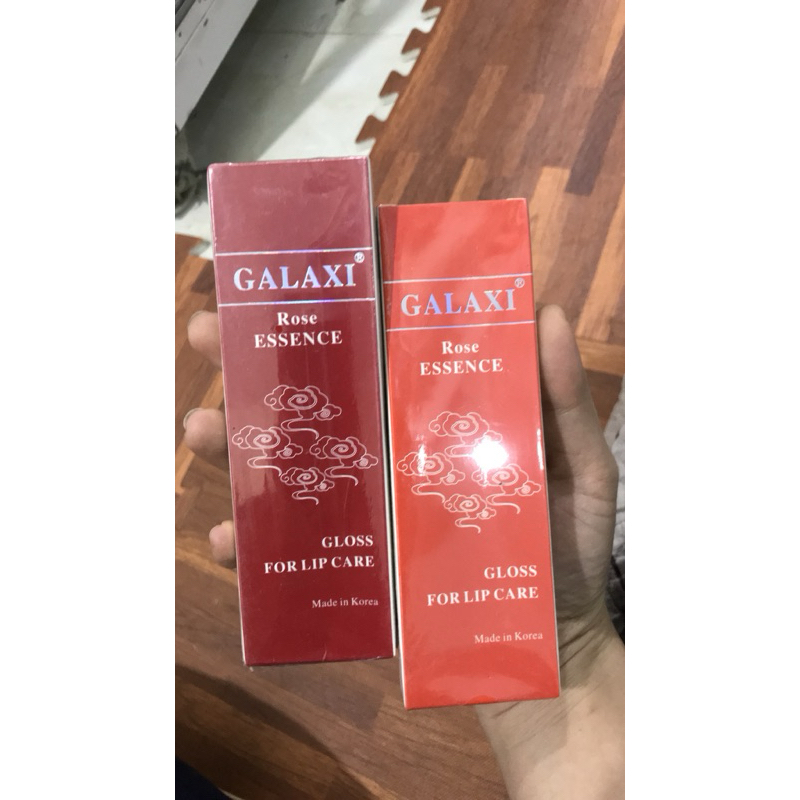 GALAXI®
Rose
ESSENCE
GLOSS
FOR LIP CARE
Made in Korea
GALAXI®
Rose
ESSENCE
GLOSS
FOR LIP CARE
Made in Korea